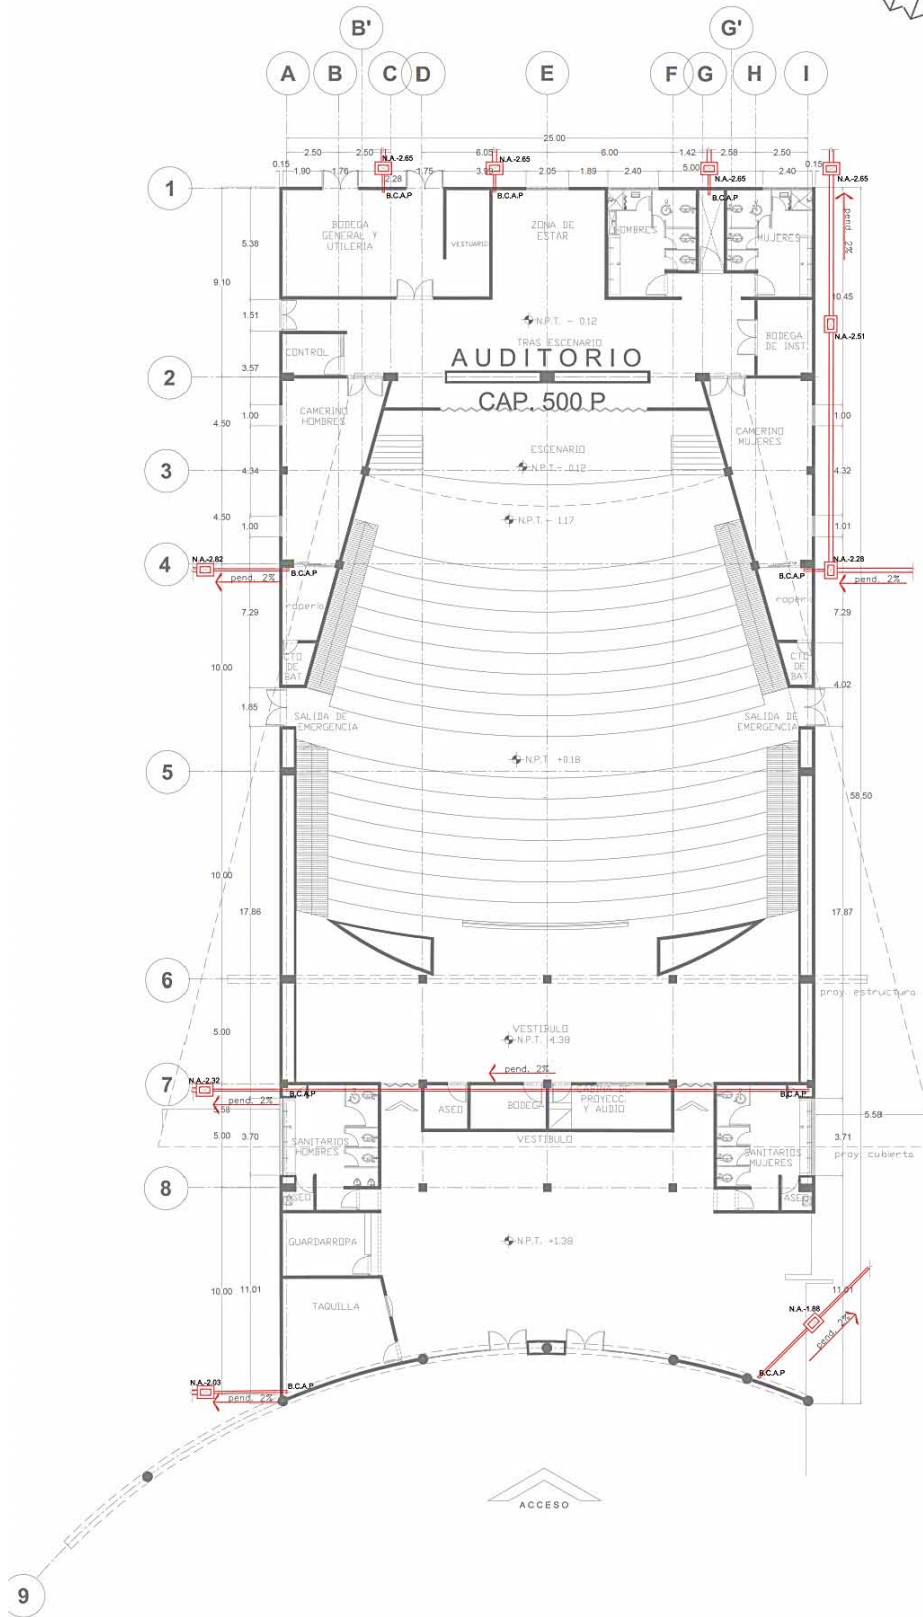 B' G'
A B C D E F G H I
25.00
2.50 2.50 6.05 6.00 1.42 2.58 2.50
N.A.-2.65 N.A.-2.65 N.A.-2.65 N.A.-2.65
0.15 1.90 1.76 2.28 1.75 2.05 1.89 2.40 5.00 2.40 0.15
1
B.C.A.P B.C.A.P
BODEGA
GENERAL Y
UTILERIA
VESTUARIO
ZONA DE
ESTAR
HOMBRES
MUJERES
pend. 2%
5.38
9.10
10.45
1.51
N.P.T. - 0.12
N.A.-2.51
TRAS ESCENARIO
CONTROL
BODEGA
DE INST.
3.57
2
AUDITORIO
CAP. 500 P
CAMERINO
HOMBRES
CAMERINO
MUJERES
1.00 1.00
4.50
ESCENARIO
3
4.34
N.P.T.- 0.12
4.32
4.50
N.P.T. - 1.17
1.00 1.01
4
N.A.-2.62
B.C.A.P
pend. 2%
B.C.A.P
N.A.-2.28
pend. 2%
roperia
7.29 7.29
10.00
CTO
DE
BAT.
CTO
DE
BAT.
4.02
1.85
SALIDA DE
EMERGENCIA
SALIDA DE
EMERGENCIA
N.P.T. +0.18
5
58.50
10.00
17.86 17.87
6
proy. estructura
5.00
VESTIBULO
N.P.T. +1.38
pend. 2%
7
N.A.-2.32
B.C.A.P
B.C.A.P
pend. 2%
5.58
ASEO
BODEGA
CABINA DE
PROYECC.
Y AUDIO
5.58
5.00 3.70
SANITARIOS
HOMBRES
VESTIBULO
SANITARIOS
MUJERES
3.71
proy. cubierta
8
ASEO
ASEO
GUARDARROPA
N.P.T. +1.38
10.00 11.01
11.01
TAQUILLA
N.A.-1.88
pend. 2%
N.A.-2.03
B.C.A.P
B.C.A.P
pend. 2%
ACCESO
9